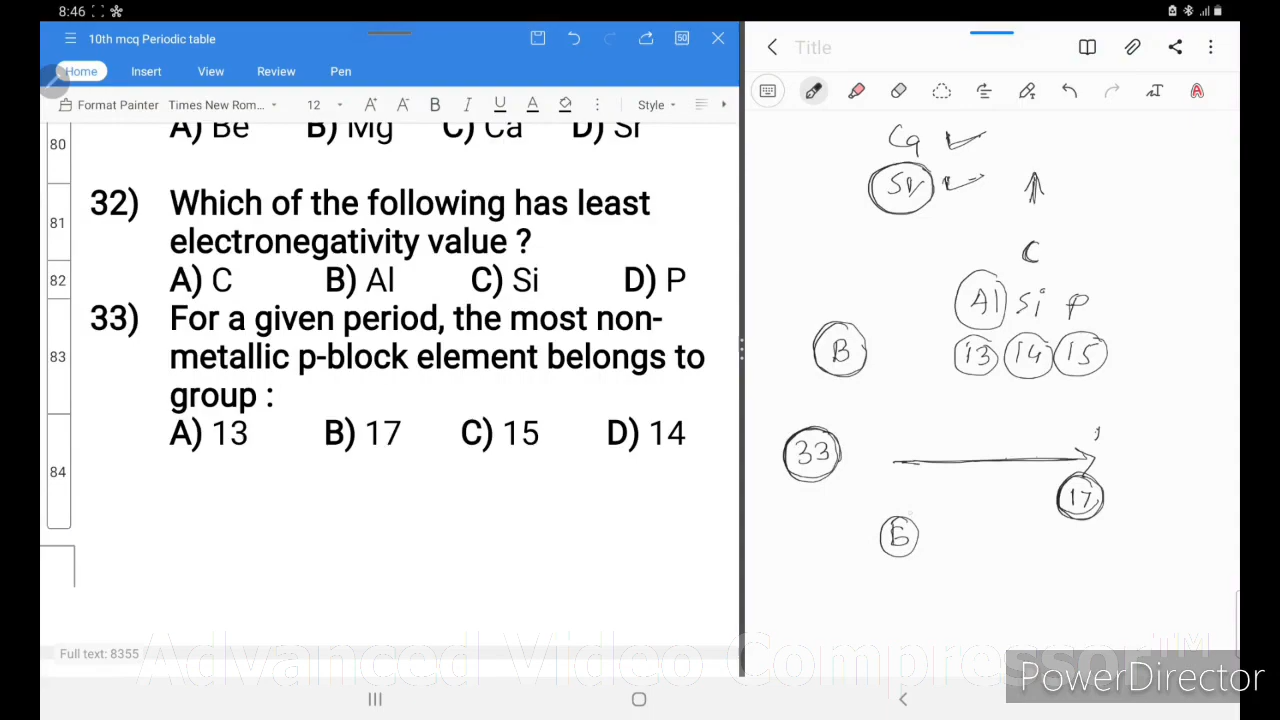 8:46
10th mcq Periodic table
50
Title
Home Insert View Review Pen
Format Painter Times New Rom... 12 B I U A Style
80
A) Be B) Mg C) Ca D) Sr
81
32) Which of the following has least
electronegativity value ?
82
A) C B) Al C) Si D) P
33) For a given period, the most non-
83
metallic p-block element belongs to
group :
A) 13 B) 17 C) 15 D) 14
84
Full text: 8355
Ca
Sr
C
Al Si P
B 13 14 15
33
17
B
Advanced Video Compressor™
PowerDirector